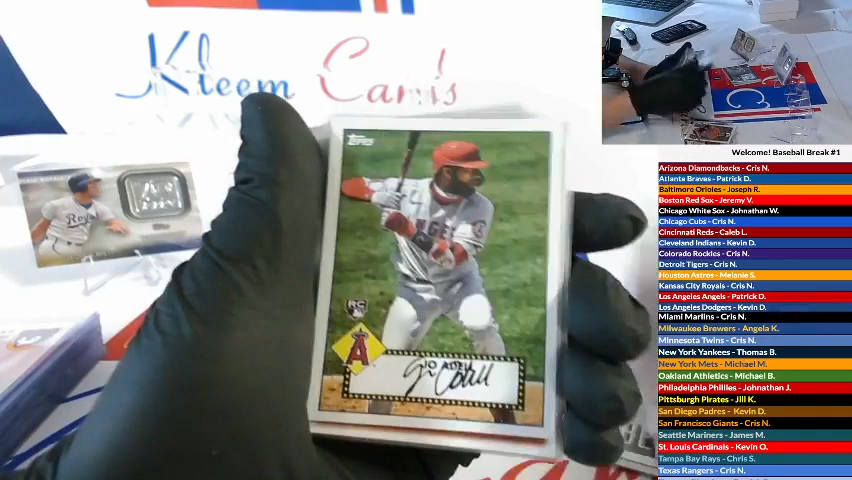 Kleem Cards
Topps
ANGELS
RC
A
JO ADELL
Royals
Welcome! Baseball Break #1
Arizona Diamondbacks - Cris N.
Atlanta Braves - Patrick D.
Baltimore Orioles - Joseph R.
Boston Red Sox - Jeremy V.
Chicago White Sox - Johnathan W.
Chicago Cubs - Cris N.
Cincinnati Reds - Caleb L.
Cleveland Indians - Kevin D.
Colorado Rockies - Cris N.
Detroit Tigers - Cris N.
Houston Astros - Melanie S.
Kansas City Royals - Cris N.
Los Angeles Angels - Patrick D.
Los Angeles Dodgers - Kevin D.
Miami Marlins - Cris N.
Milwaukee Brewers - Angela K.
Minnesota Twins - Cris N.
New York Yankees - Thomas B.
New York Mets - Michael M.
Oakland Athletics - Michael B.
Philadelphia Phillies - Johnathan J.
Pittsburgh Pirates - Jill K.
San Diego Padres - Kevin D.
San Francisco Giants - Cris N.
Seattle Mariners - James M.
St. Louis Cardinals - Kevin O.
Tampa Bay Rays - Chris S.
Texas Rangers - Cris N.